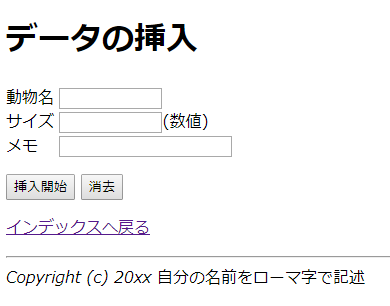 データの挿入
動物名
サイズ (数値)
メモ
挿入開始 消去
インデックスへ戻る
Copyright (c) 20xx 自分の名前をローマ字で記述